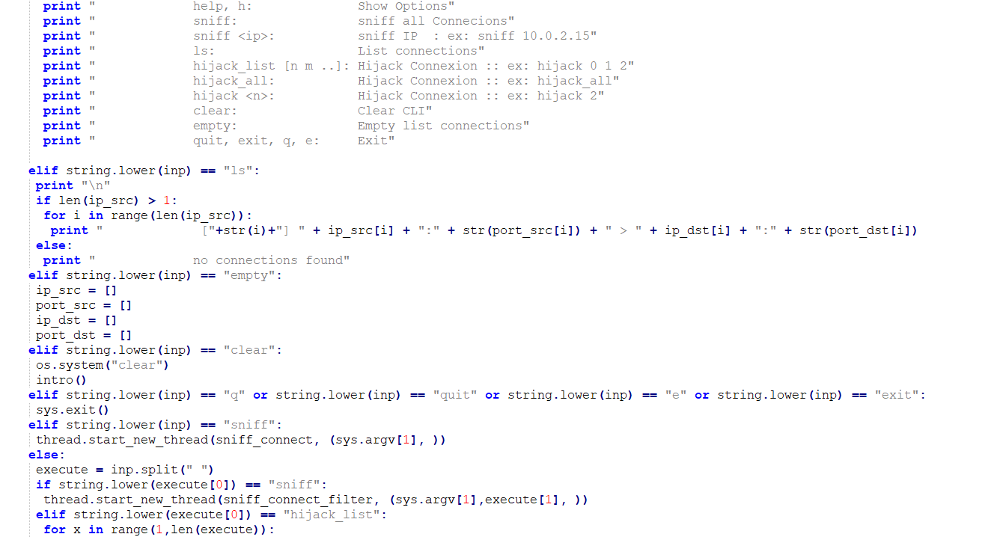 print "             help, h:              Show Options"
print "             sniff:                sniff all Connecions"
print "             sniff <ip>:           sniff IP  : ex: sniff 10.0.2.15"
print "             ls:                   List connections"
print "             hijack_list [n m ..]: Hijack Connexion :: ex: hijack 0 1 2"
print "             hijack_all:           Hijack Connexion :: ex: hijack_all"
print "             hijack <n>:           Hijack Connexion :: ex: hijack 2"
print "             clear:                Clear CLI"
print "             empty:                Empty list connections"
print "             quit, exit, q, e:     Exit"
elif string.lower(inp) == "ls":
 print "\n"
 if len(ip_src) > 1:
  for i in range(len(ip_src)):
   print "             ["+str(i)+"] " + ip_src[i] + ":" + str(port_src[i]) + " > " + ip_dst[i] + ":" + str(port_dst[i])
 else:
  print "             no connections found"
elif string.lower(inp) == "empty":
 ip_src = []
 port_src = []
 ip_dst = []
 port_dst = []
elif string.lower(inp) == "clear":
 os.system("clear")
 intro()
elif string.lower(inp) == "q" or string.lower(inp) == "quit" or string.lower(inp) == "e" or string.lower(inp) == "exit":
 sys.exit()
elif string.lower(inp) == "sniff":
 thread.start_new_thread(sniff_connect, (sys.argv[1], ))
else:
 execute = inp.split(" ")
 if string.lower(execute[0]) == "sniff":
  thread.start_new_thread(sniff_connect_filter, (sys.argv[1],execute[1], ))
 elif string.lower(execute[0]) == "hijack_list":
  for x in range(1,len(execute)):